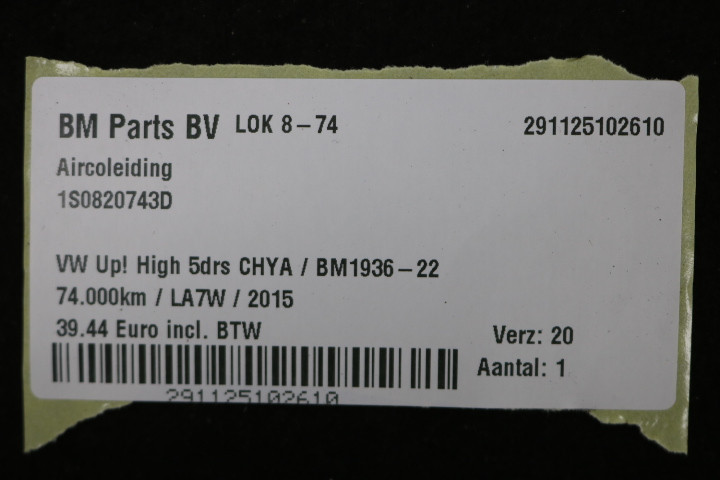 BM Parts BV LOK 8-74 291125102610
Aircoleiding
1S0820743D
VW Up! High 5drs CHYA / BM1936-22
74.000km / LA7W / 2015
39.44 Euro incl. BTW Verz: 20
Aantal: 1
291125102610